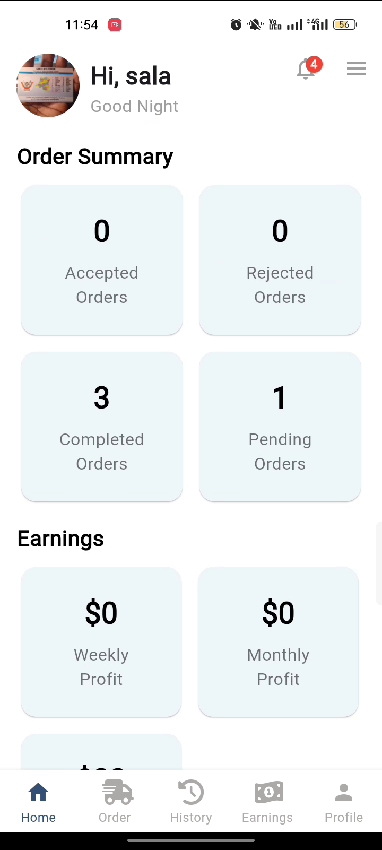 11:54
56
Hi, sala
4
Good Night
Order Summary
0
Accepted
Orders
0
Rejected
Orders
3
Completed
Orders
1
Pending
Orders
Earnings
$0
Weekly
Profit
$0
Monthly
Profit
Home
Order
History
Earnings
Profile